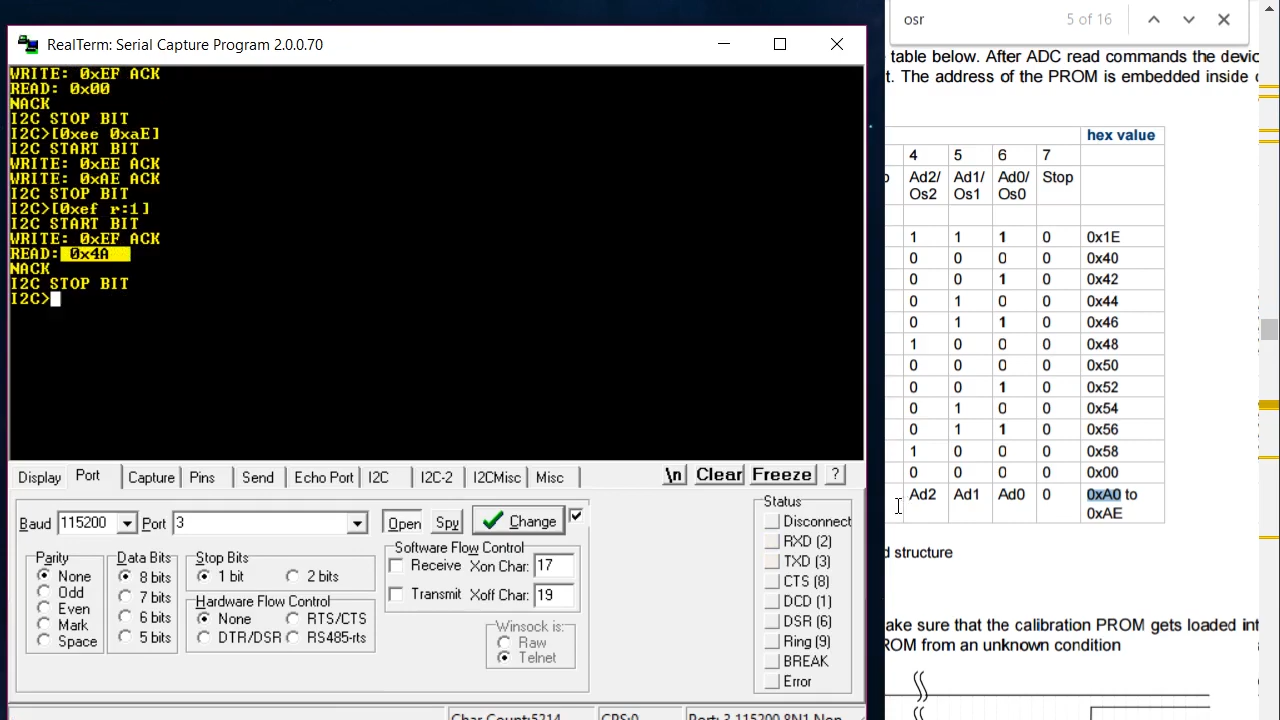 RealTerm: Serial Capture Program 2.0.0.70
WRITE: 0xEF ACK
READ: 0x00
NACK
I2C STOP BIT
I2C>[0xee 0xaE]
I2C START BIT
WRITE: 0xEE ACK
WRITE: 0xAE ACK
I2C STOP BIT
I2C>[0xef r:1]
I2C START BIT
WRITE: 0xEF ACK
READ: 0x4A
NACK
I2C STOP BIT
I2C>
Display Port Capture Pins Send Echo Port I2C I2C-2 I2CMisc Misc \n Clear Freeze ?
Baud 115200 Port 3 Open Spy Change
Parity
None
Odd
Even
Mark
Space
Data Bits
8 bits
7 bits
6 bits
5 bits
Stop Bits
1 bit 2 bits
Hardware Flow Control
None RTS/CTS
DTR/DSR RS485-rts
Software Flow Control
Receive Xon Char: 17
Transmit Xoff Char: 19
Winsock is:
Raw
Telnet
Status
Disconnect
RXD (2)
TXD (3)
CTS (8)
DCD (1)
DSR (6)
Ring (9)
BREAK
Error
Char Count:5214 CPS:0 Port: 3 115200 8N1 Non
osr 5 of 16
table below. After ADC read commands the devic
t. The address of the PROM is embedded inside
hex value
4 5 6 7
Ad2/ Ad1/ Ad0/ Stop
Os2 Os1 Os0
1 1 1 0 0x1E
0 0 0 0 0x40
0 0 1 0 0x42
0 1 0 0 0x44
0 1 1 0 0x46
1 0 0 0 0x48
0 0 0 0 0x50
0 0 1 0 0x52
0 1 0 0 0x54
0 1 1 0 0x56
1 0 0 0 0x58
0 0 0 0 0x00
Ad2 Ad1 Ad0 0 0xA0 to
0xAE
d structure
ake sure that the calibration PROM gets loaded int
ROM from an unknown condition